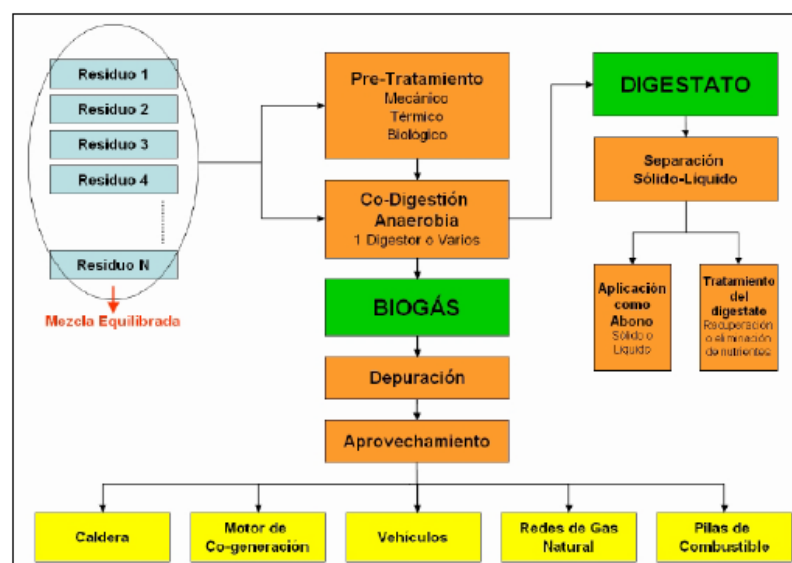 Residuo 1
Residuo 2
Residuo 3
Residuo 4
Residuo N
Mezcla Equilibrada
Pre-Tratamiento
Mecánico
Térmico
Biológico
Co-Digestión
Anaerobia
1 Digestor o Varios
BIOGÁS
Depuración
Aprovechamiento
DIGESTATO
Separación
Sólido-Líquido
Aplicación
como
Abono
Sólido o
Líquido
Tratamiento
del
digestato
Recuperación
o eliminación
de nutrientes
Caldera
Motor de
Co-generación
Vehículos
Redes de Gas
Natural
Pilas de
Combustible